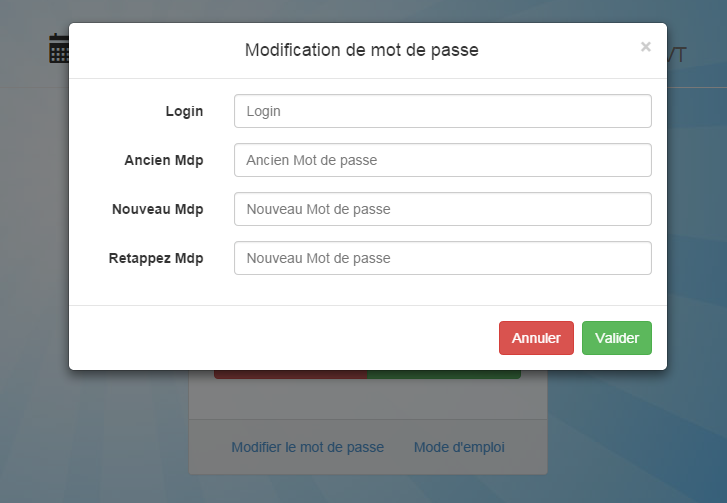 Modification de mot de passe ×
VT
Login Login
Ancien Mdp Ancien Mot de passe
Nouveau Mdp Nouveau Mot de passe
Retappez Mdp Nouveau Mot de passe
Annuler Valider
Modifier le mot de passe Mode d'emploi